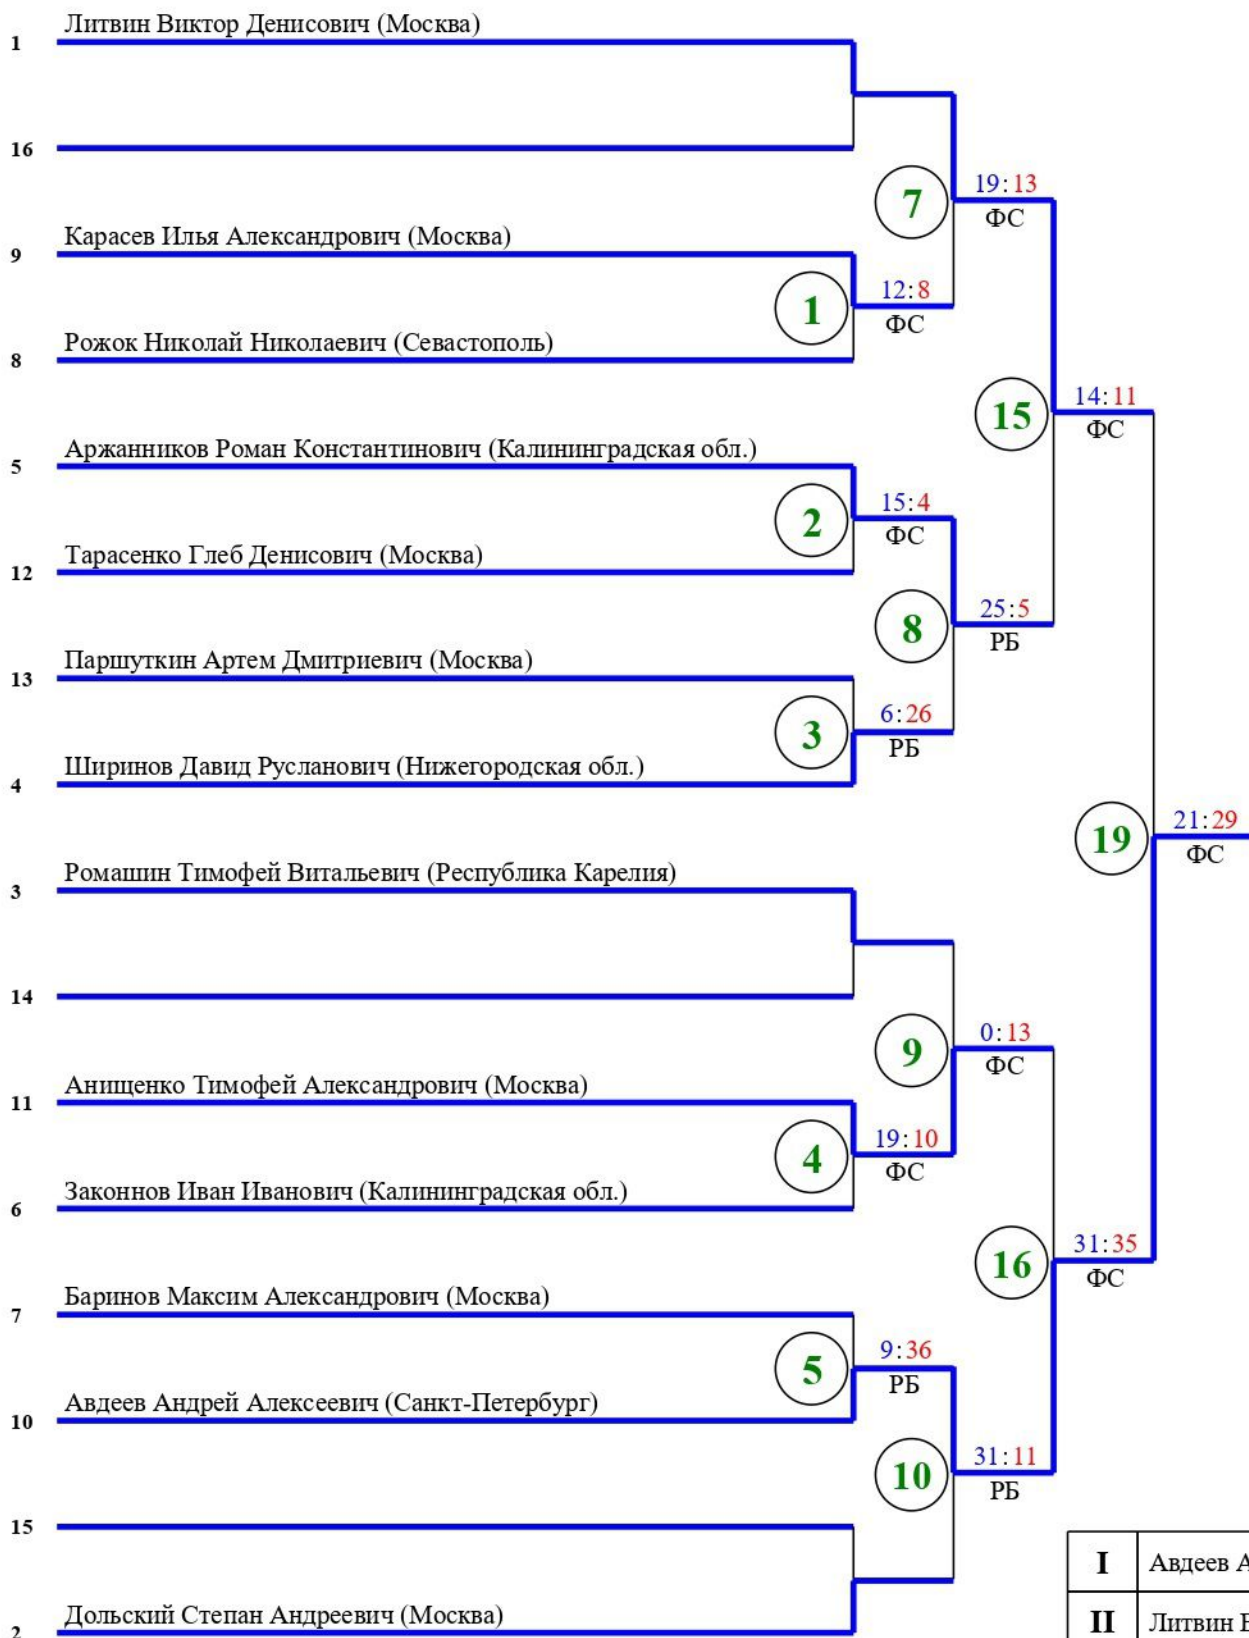 Литвин Виктор Денисович (Москва)
1
16
7
19:13
ФС
Карасев Илья Александрович (Москва)
9
1
12:8
ФС
Рожок Николай Николаевич (Севастополь)
8
15
14:11
ФС
Аржанников Роман Константинович (Калининградская обл.)
5
2
15:4
ФС
Тарасенко Глеб Денисович (Москва)
12
8
25:5
РБ
Паршуткин Артем Дмитриевич (Москва)
13
3
6:26
РБ
Ширинов Давид Русланович (Нижегородская обл.)
4
19
21:29
ФС
Ромашин Тимофей Витальевич (Республика Карелия)
3
14
9
0:13
ФС
Анищенко Тимофей Александрович (Москва)
11
4
19:10
ФС
Законнов Иван Иванович (Калининградская обл.)
6
16
31:35
ФС
Баринов Максим Александрович (Москва)
7
5
9:36
РБ
Авдеев Андрей Алексеевич (Санкт-Петербург)
10
10
31:11
РБ
15
I Авдеев А
Дольский Степан Андреевич (Москва)
2
II Литвин В